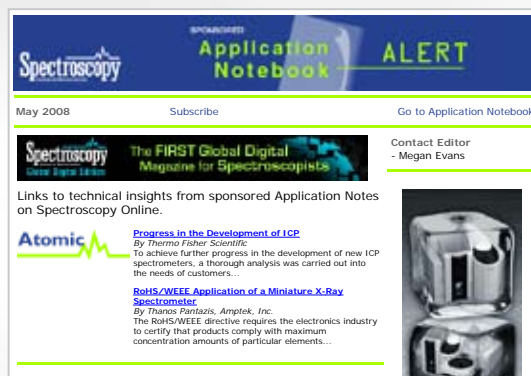 SPONSORED
Spectroscopy
Application
Notebook
ALERT
May 2008
Subscribe
Go to Application Notebook
Spectroscopy
Global Digital Edition
The FIRST Global Digital
Magazine for Spectroscopists
Contact Editor
- Megan Evans
Links to technical insights from sponsored Application Notes
on Spectroscopy Online.
Atomic
Progress in the Development of ICP
By Thermo Fisher Scientific
To achieve further progress in the development of new ICP
spectrometers, a thorough analysis was carried out into
the needs of customers...
RoHS/WEEE Application of a Miniature X-Ray
Spectrometer
By Thanos Pantazis, Amptek, Inc.
The RoHS/WEEE directive requires the electronics industry
to certify that products comply with maximum
concentration amounts of particular elements...